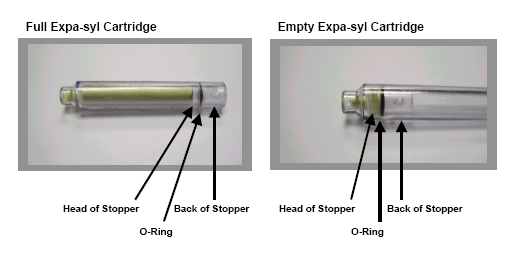 Full Expa-syl Cartridge
Empty Expa-syl Cartridge
Head of Stopper
Back of Stopper
O-Ring
Head of Stopper
Back of Stopper
O-Ring